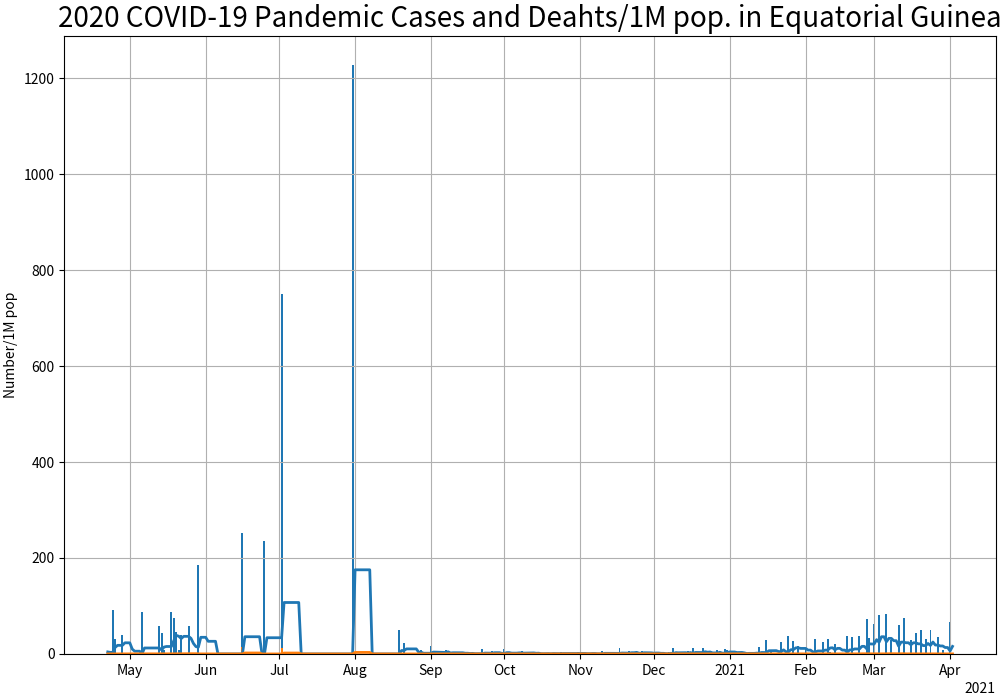 2020 COVID-19 Pandemic Cases and Deahts/1M pop. in Equatorial Guinea
Number/1M pop
1200
1000
800
600
400
200
0
May Jun Jul Aug Sep Oct Nov Dec 2021 Feb Mar Apr
2021